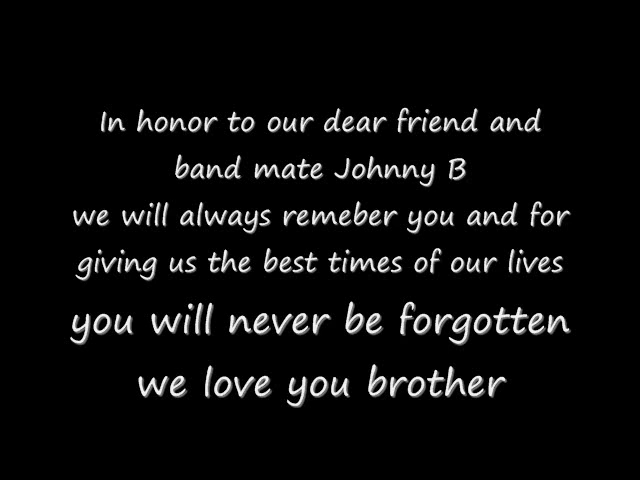 In honor to our dear friend and
band mate Johnny B
we will always remeber you and for
giving us the best times of our lives
you will never be forgotten
we love you brother